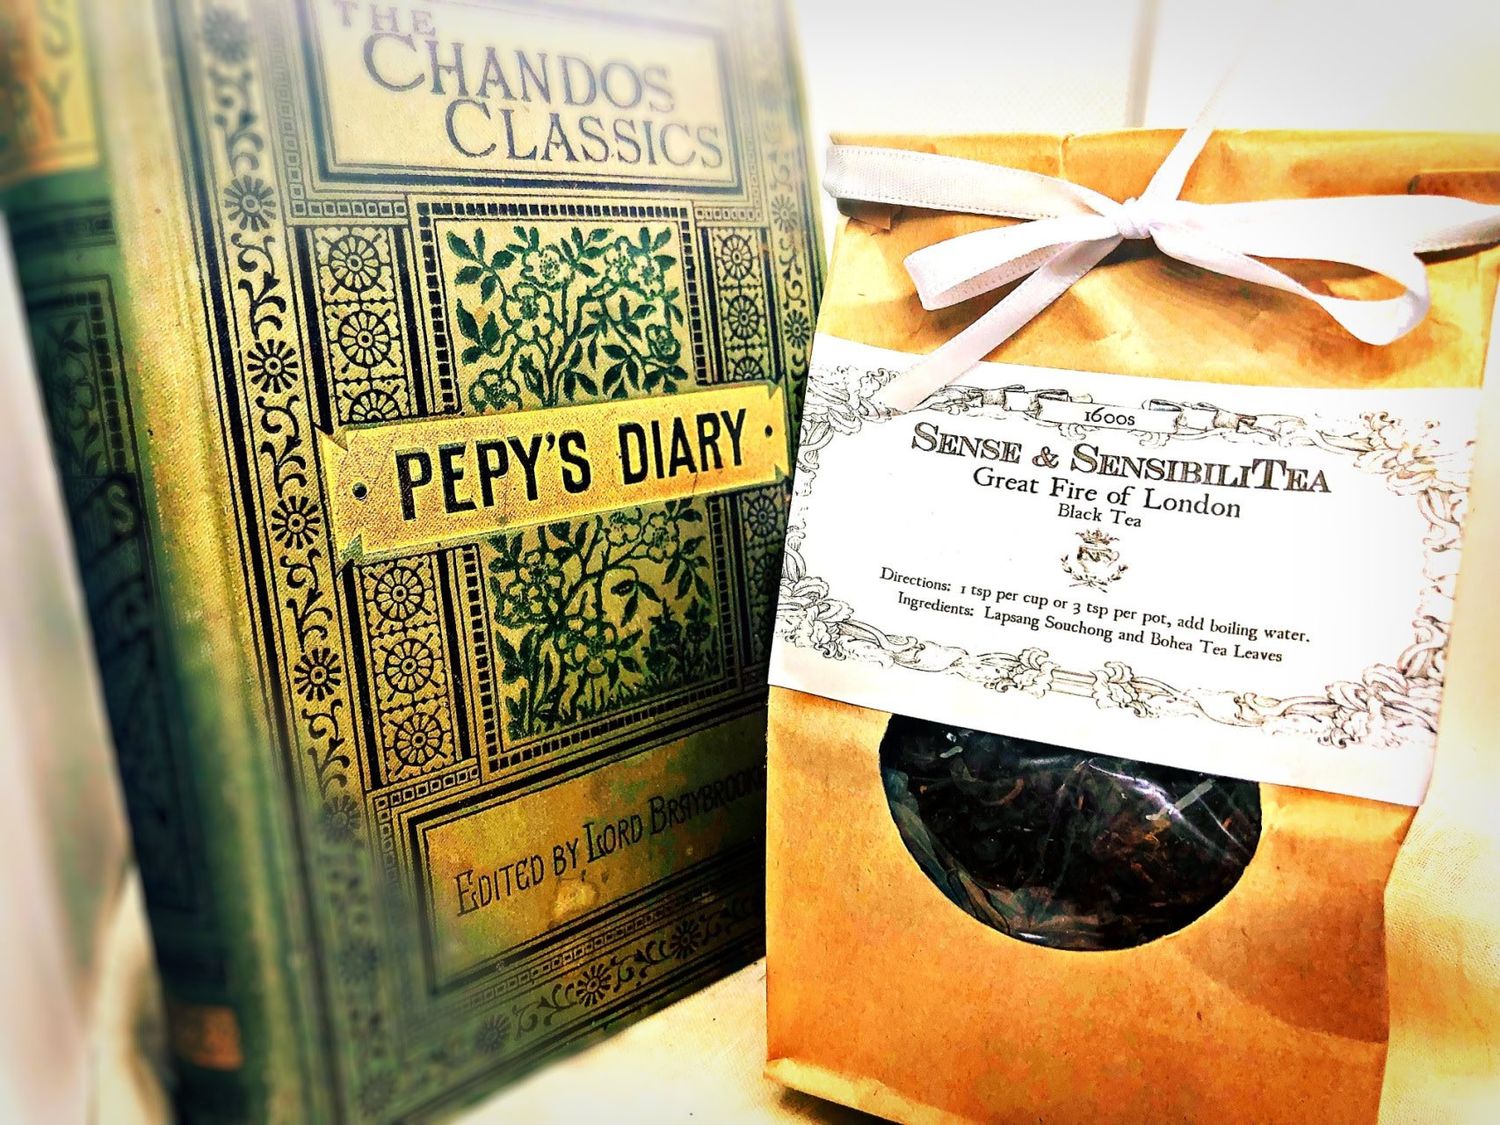 THE
CHANDOS
CLASSICS
PEPY'S DIARY
EDITED BY LORD BRAYBROOKE
1600s
SENSE & SENSIBILITEA
Great Fire of London
Black Tea
Directions: 1 tsp per cup or 3 tsp per pot, add boiling water.
Ingredients: Lapsang Souchong and Bohea Tea Leaves